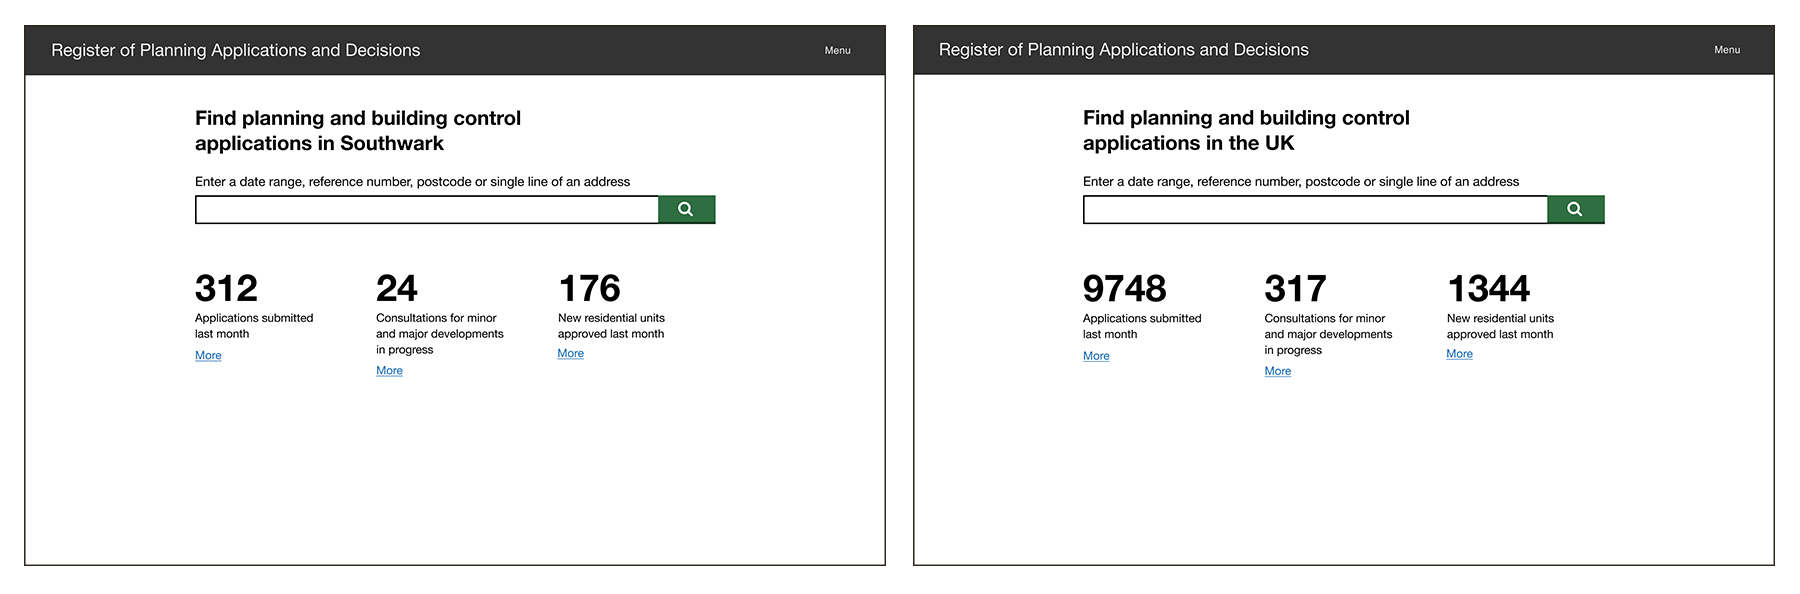 Register of Planning Applications and Decisions
Menu
Find planning and building control
applications in Southwark
Enter a date range, reference number, postcode or single line of an address
312
Applications submitted
last month
More
24
Consultations for minor
and major developments
in progress
More
176
New residential units
approved last month
More
Register of Planning Applications and Decisions
Menu
Find planning and building control
applications in the UK
Enter a date range, reference number, postcode or single line of an address
9748
Applications submitted
last month
More
317
Consultations for minor
and major developments
in progress
More
1344
New residential units
approved last month
More